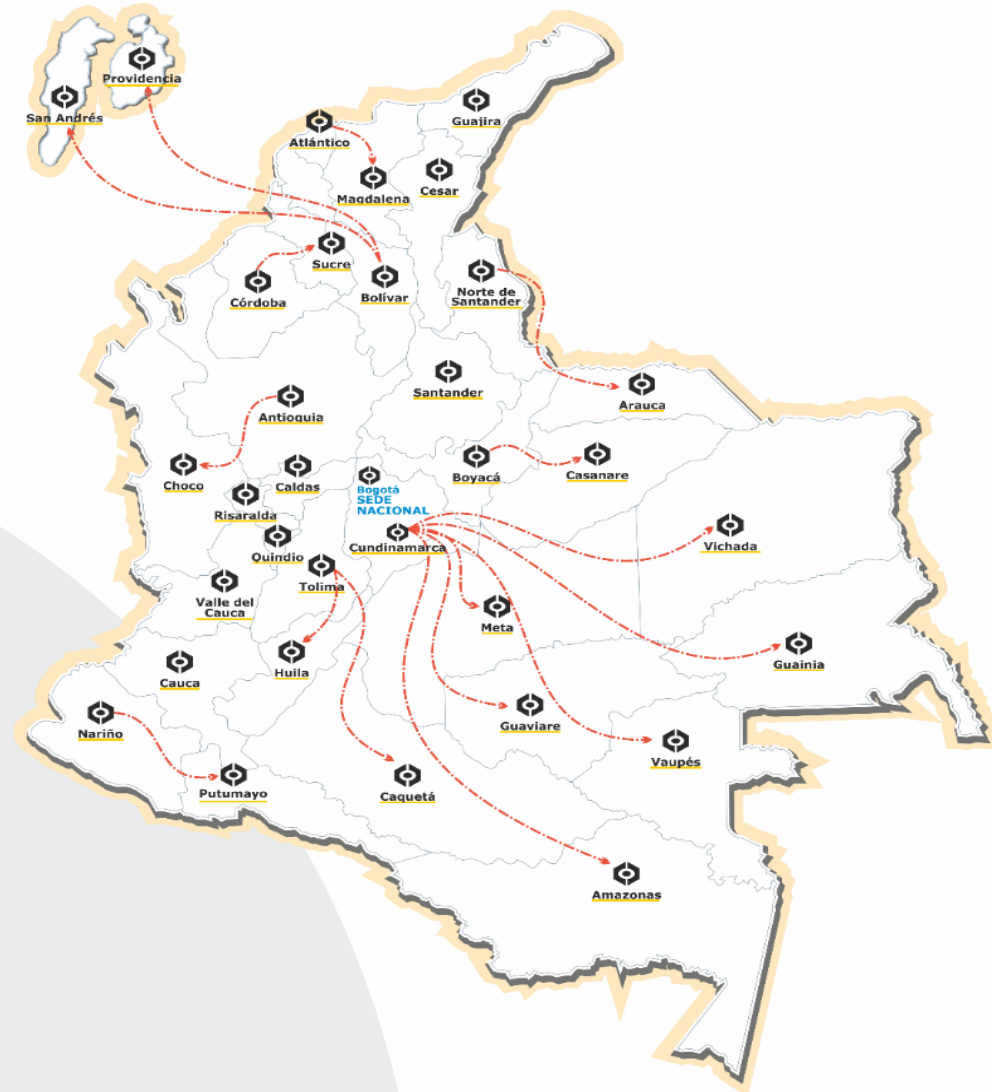 Providencia
San Andrés
Guajira
Atlántico
Cesar
Magdalena
Sucre
Córdoba
Bolívar
Norte de
Santander
Santander
Arauca
Antioquia
Boyacá
Casanare
Choco
Caldas
Bogotá
SEDE
NACIONAL
Risaralda
Vichada
Cundinamarca
Quindio
Tolima
Valle del
Cauca
Meta
Guainia
Huila
Cauca
Guaviare
Nariño
Vaupés
Putumayo
Caquetá
Amazonas